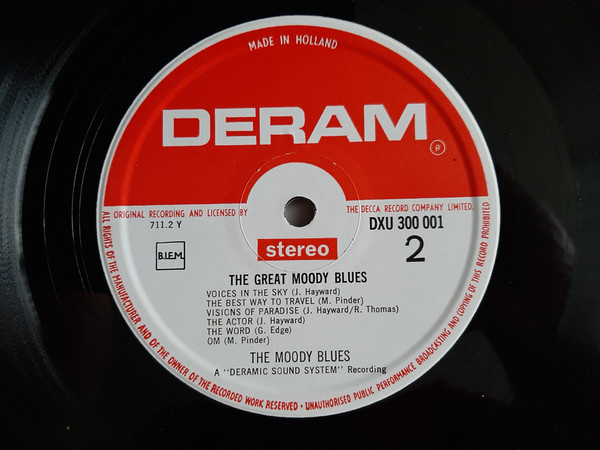 MADE IN HOLLAND
DERAM
®
ORIGINAL RECORDING AND LICENSED BY THE DECCA RECORD COMPANY LIMITED.
711.2 Y
DXU 300 001
B.I.E.M.
stereo
2
THE GREAT MOODY BLUES
VOICES IN THE SKY (J. Hayward)
THE BEST WAY TO TRAVEL (M. Pinder)
VISIONS OF PARADISE (J. Hayward/R. Thomas)
THE ACTOR (J. Hayward)
THE WORD (G. Edge)
OM (M. Pinder)
THE MOODY BLUES
A "DERAMIC SOUND SYSTEM" Recording
ALL RIGHTS OF THE MANUFACTURER AND OF THE OWNER OF THE RECORDED WORK RESERVED • UNAUTHORISED PUBLIC PERFORMANCE BROADCASTING AND COPYING OF THIS RECORD PROHIBITED